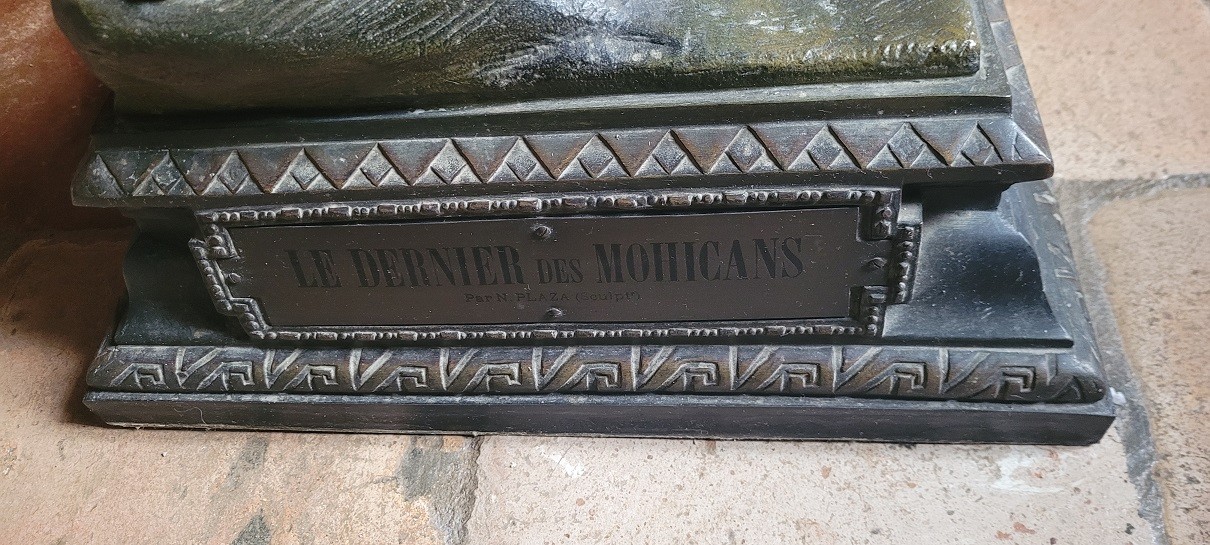 LE DERNIER DES MOHICANS
Par N. PLAZA (Sculpt)